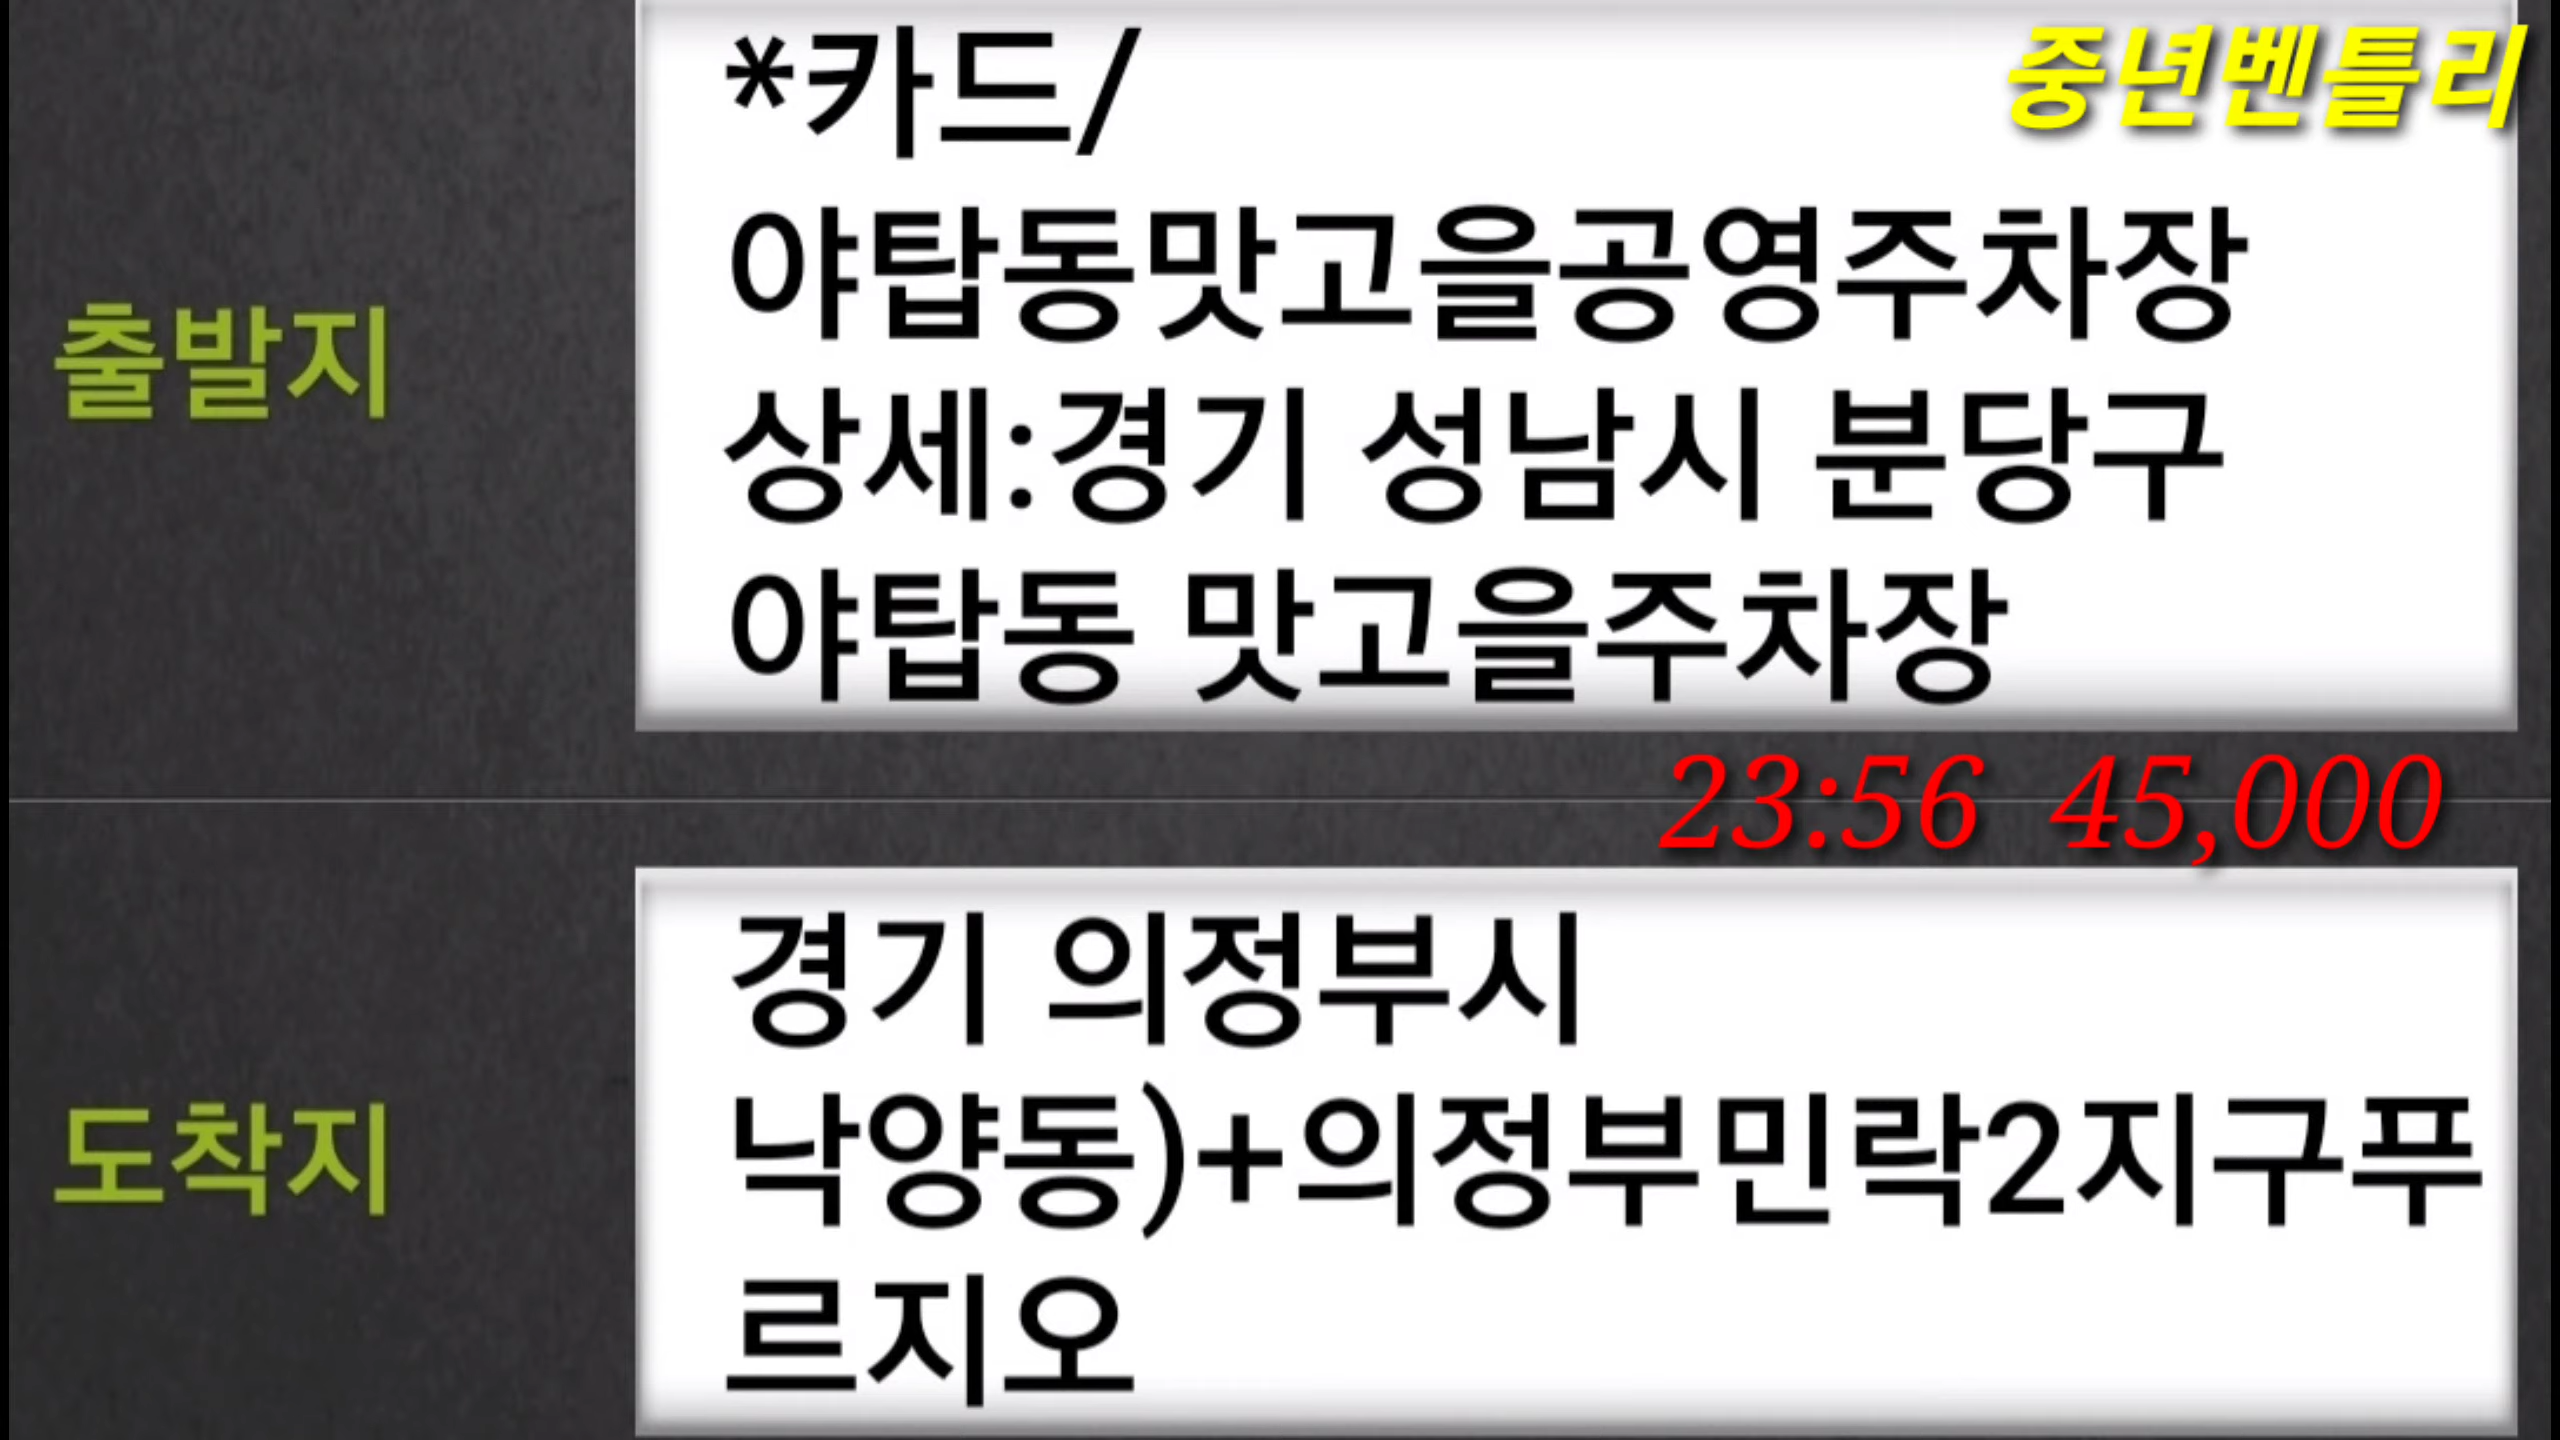 중년벤틀리
출발지
*카드/
야탑동맛고을공영주차장
상세:경기 성남시 분당구
야탑동 맛고을주차장
23:56 45,000
도착지
경기 의정부시
낙양동)+의정부민락2지구푸
르지오